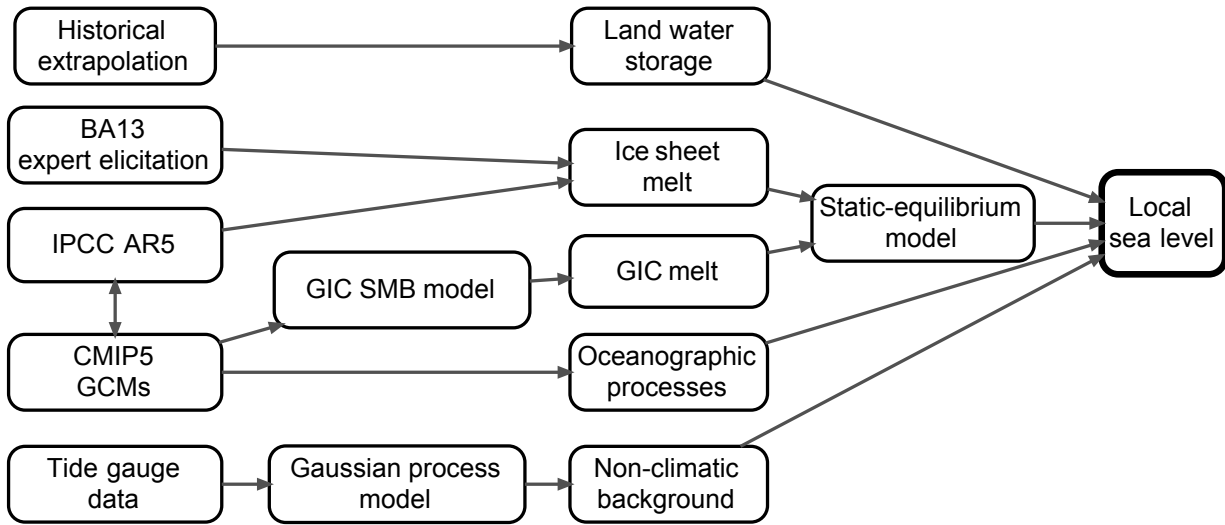 Historical
extrapolation
Land water
storage
BA13
expert elicitation
Ice sheet
melt
Static-equilibrium
model
Local
sea level
IPCC AR5
GIC SMB model
GIC melt
CMIP5
GCMs
Oceanographic
processes
Tide gauge
data
Gaussian process
model
Non-climatic
background